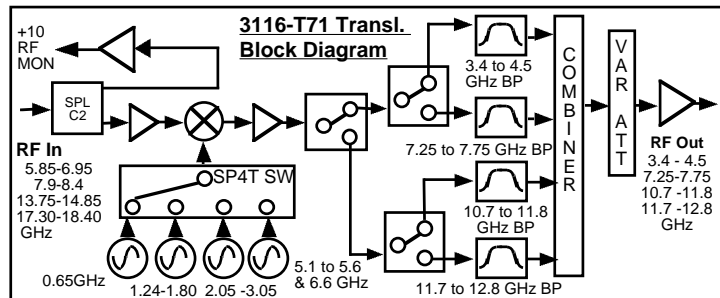 3116-T71 Transl.
Block Diagram
+10
RF
MON
SPL
C2
RF In
5.85-6.95
7.9-8.4
13.75-14.85
17.30-18.40
GHz
SP4T SW
0.65GHz
1.24-1.80
2.05 -3.05
5.1 to 5.6
& 6.6 GHz
3.4 to 4.5
GHz BP
7.25 to 7.75 GHz BP
10.7 to 11.8
GHz BP
11.7 to 12.8 GHz BP
COMBINER
VAR ATT
RF Out
3.4 - 4.5
7.25-7.75
10.7 -11.8
11.7 -12.8
GHz